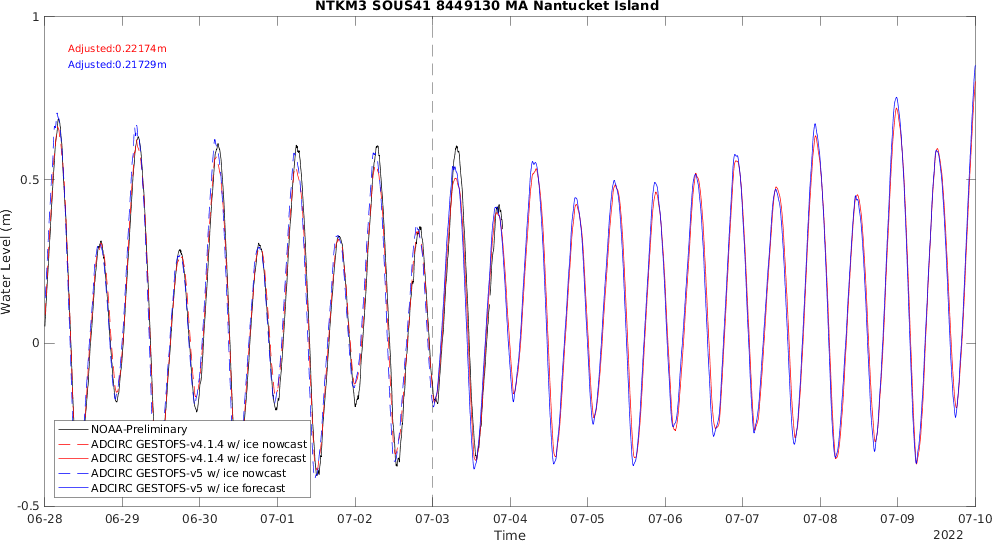 NTKM3 SOUS41 8449130 MA Nantucket Island
1
Adjusted:0.22174m
Adjusted:0.21729m
0.5
Water Level (m)
0
NOAA-Preliminary
ADCIRC GESTOFS-v4.1.4 w/ ice nowcast
ADCIRC GESTOFS-v4.1.4 w/ ice forecast
ADCIRC GESTOFS-v5 w/ ice nowcast
ADCIRC GESTOFS-v5 w/ ice forecast
-0.5
06-28 06-29 06-30 07-01 07-02 07-03 07-04 07-05 07-06 07-07 07-08 07-09 07-10
Time
2022